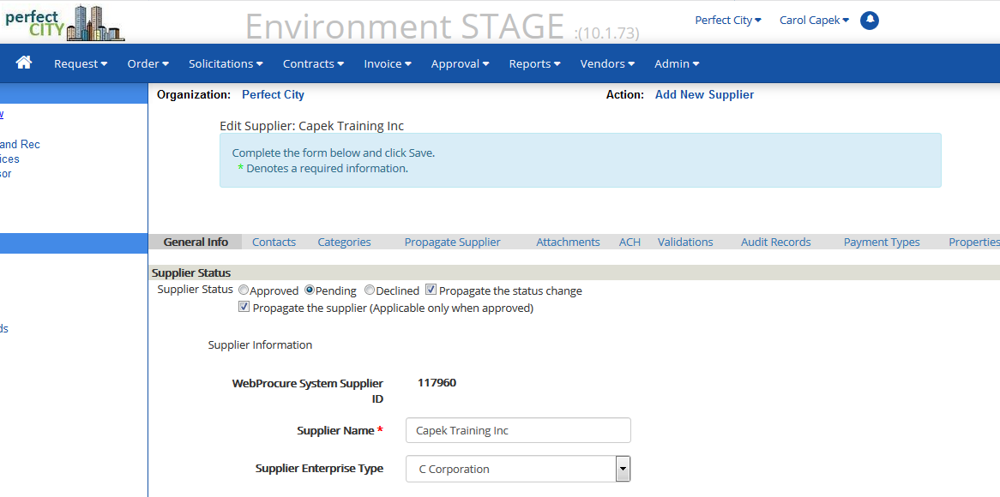 perfect CITY
Environment STAGE :(10.1.73)
Perfect City Carol Capek
Request Order Solicitations Contracts Invoice Approval Reports Vendors Admin
Organization: Perfect City Action: Add New Supplier
and Rec
Edit Supplier: Capek Training Inc
Complete the form below and click Save.
* Denotes a required information.
General Info Contacts Categories Propagate Supplier Attachments ACH Validations Audit Records Payment Types Properties
Supplier Status
Supplier Status Approved Pending Declined Propagate the status change
Propagate the supplier (Applicable only when approved)
Supplier Information
WebProcure System Supplier ID 117960
Supplier Name * Capek Training Inc
Supplier Enterprise Type C Corporation